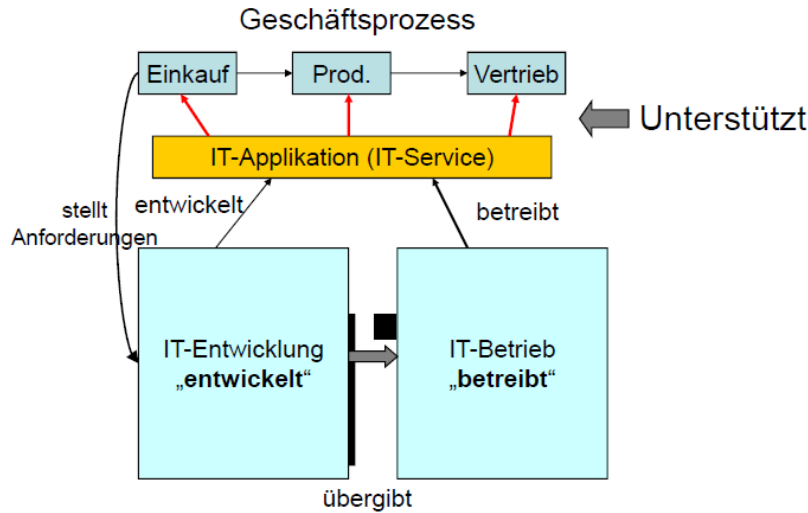 Geschäftsprozess
Einkauf
Prod.
Vertrieb
Unterstützt
IT-Applikation (IT-Service)
entwickelt
betreibt
stellt
Anforderungen
IT-Entwicklung
„entwickelt“
IT-Betrieb
„betreibt“
übergibt